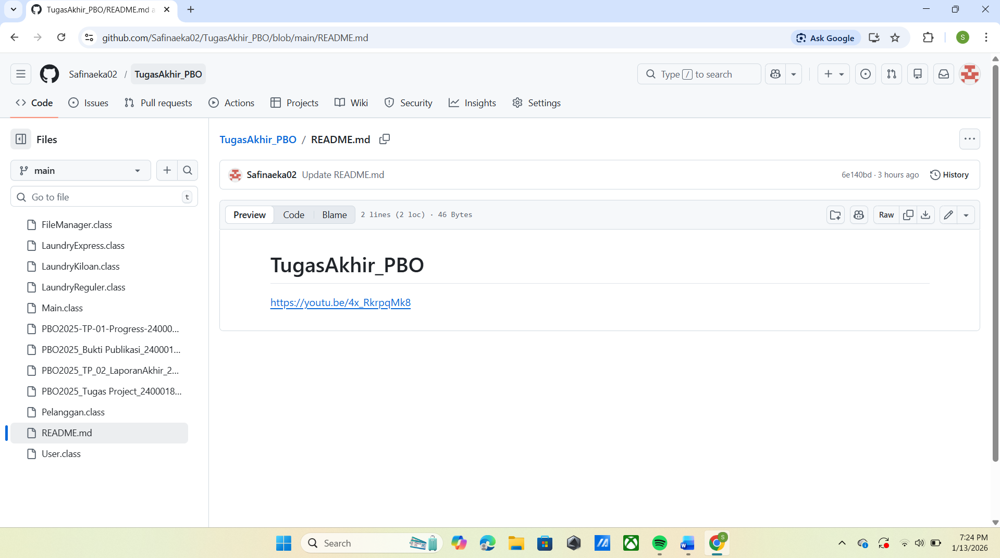 TugasAkhir_PBO/README.md a
github.com/Safinaeka02/TugasAkhir_PBO/blob/main/README.md
Ask Google
S
Safinaeka02 / TugasAkhir_PBO
Type / to search
Code
Issues
Pull requests
Actions
Projects
Wiki
Security
Insights
Settings
Files
main
Go to file
t
FileManager.class
LaundryExpress.class
LaundryKiloan.class
LaundryReguler.class
Main.class
PBO2025-TP-01-Progress-24000...
PBO2025_Bukti Publikasi_240001...
PBO2025_TP_02_LaporanAkhir_2...
PBO2025_Tugas Project_2400018...
Pelanggan.class
README.md
User.class
TugasAkhir_PBO / README.md
Safinaeka02 Update README.md
6e140bd · 3 hours ago
History
Preview
Code
Blame
2 lines (2 loc) · 46 Bytes
Raw
TugasAkhir_PBO
https://youtu.be/4x_RkrpqMk8
Search
W
S
7:24 PM
1/13/2026